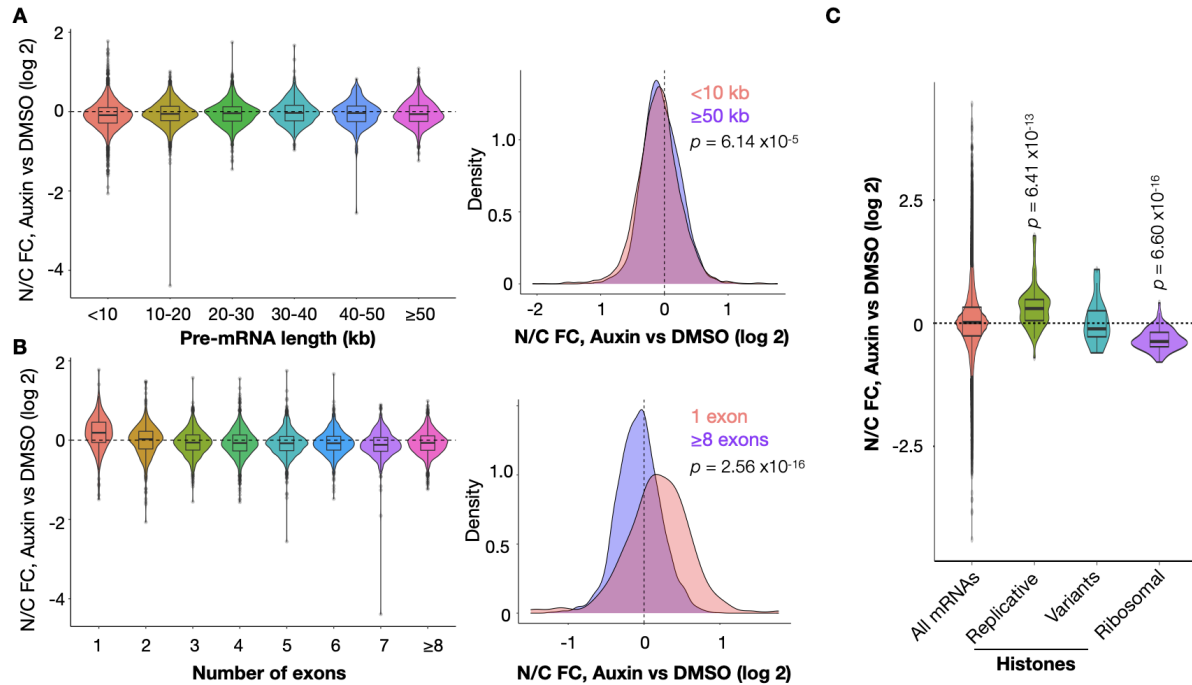 A
N/C FC, Auxin vs DMSO (log 2)
2
0
-2
-4
<10
10-20
20-30
30-40
40-50
≥50
Pre-mRNA length (kb)
Density
1.0
0.5
0
<10 kb
≥50 kb
p = 6.14 x10-5
-2
1
0
1
N/C FC, Auxin vs DMSO (log 2)
B
N/C FC, Auxin vs DMSO (log 2)
2
0
-2
-4
1
2
3
4
5
6
7
≥8
Number of exons
Density
1.0
0.5
0
1 exon
≥8 exons
p = 2.56 x10-16
-1
0
1
N/C FC, Auxin vs DMSO (log 2)
C
N/C FC, Auxin vs DMSO (log 2)
2.5
0
-2.5
p = 6.41 x10-13
p = 6.60 x10-16
All mRNAs
Replicative
Variants
Ribosomal
Histones